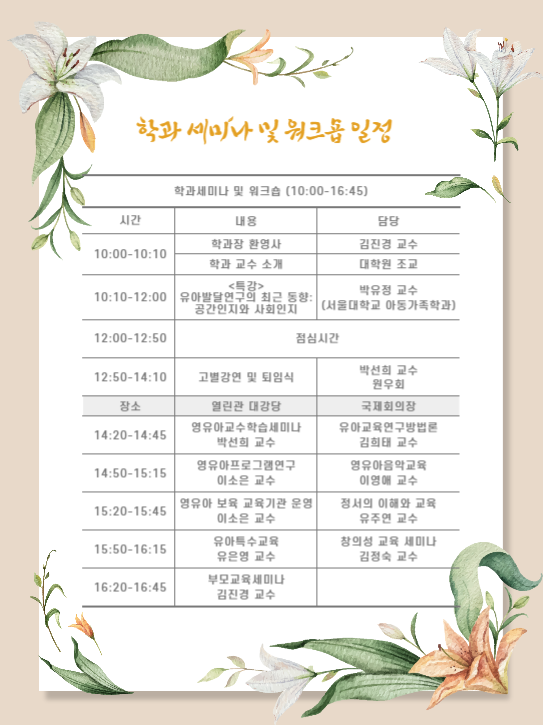 학과 세미나 및 워크숍 일정
학과세미나 및 워크숍 (10:00-16:45)
시간 내용 담당
10:00-10:10
학과장 환영사 김진경 교수
학과 교수 소개 대학원 조교
10:10-12:00
<특강>
유아발달연구의 최근 동향:
공간인지와 사회인지
박유정 교수
(서울대학교 아동가족학과)
12:00-12:50 점심시간
12:50-14:10 고별강연 및 퇴임식
박선희 교수
원우회
장소 열린관 대강당 국제회의장
14:20-14:45
영유아교수학습세미나
박선희 교수
유아교육연구방법론
김희태 교수
14:50-15:15
영유아프로그램연구
이소은 교수
영유아음악교육
이영애 교수
15:20-15:45
영유아 보육 교육기관 운영
이소은 교수
정서의 이해와 교육
유주연 교수
15:50-16:15
유아특수교육
유은영 교수
창의성 교육 세미나
김정숙 교수
16:20-16:45
부모교육세미나
김진경 교수